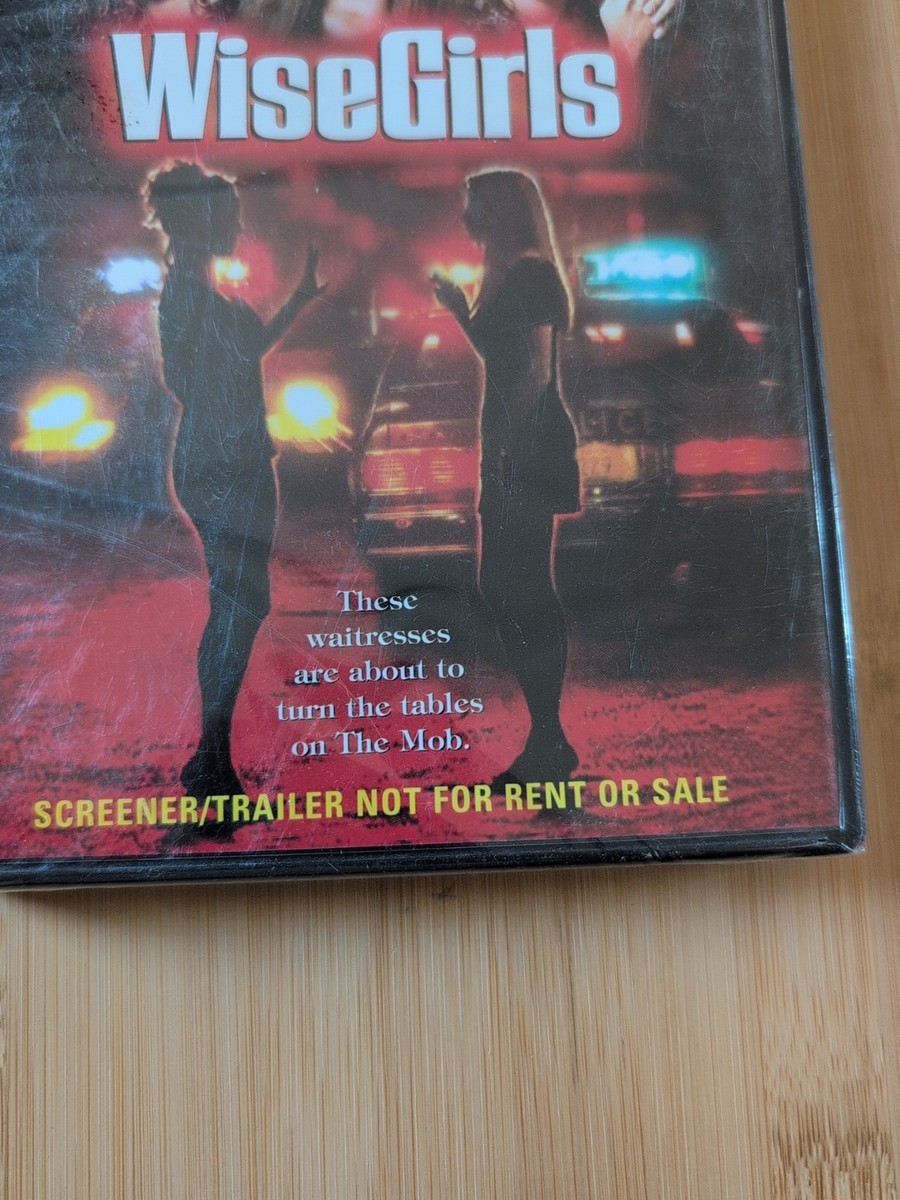 WiseGirls
These
waitresses
are about to
turn the tables
on The Mob.
SCREENER/TRAILER NOT FOR RENT OR SALE